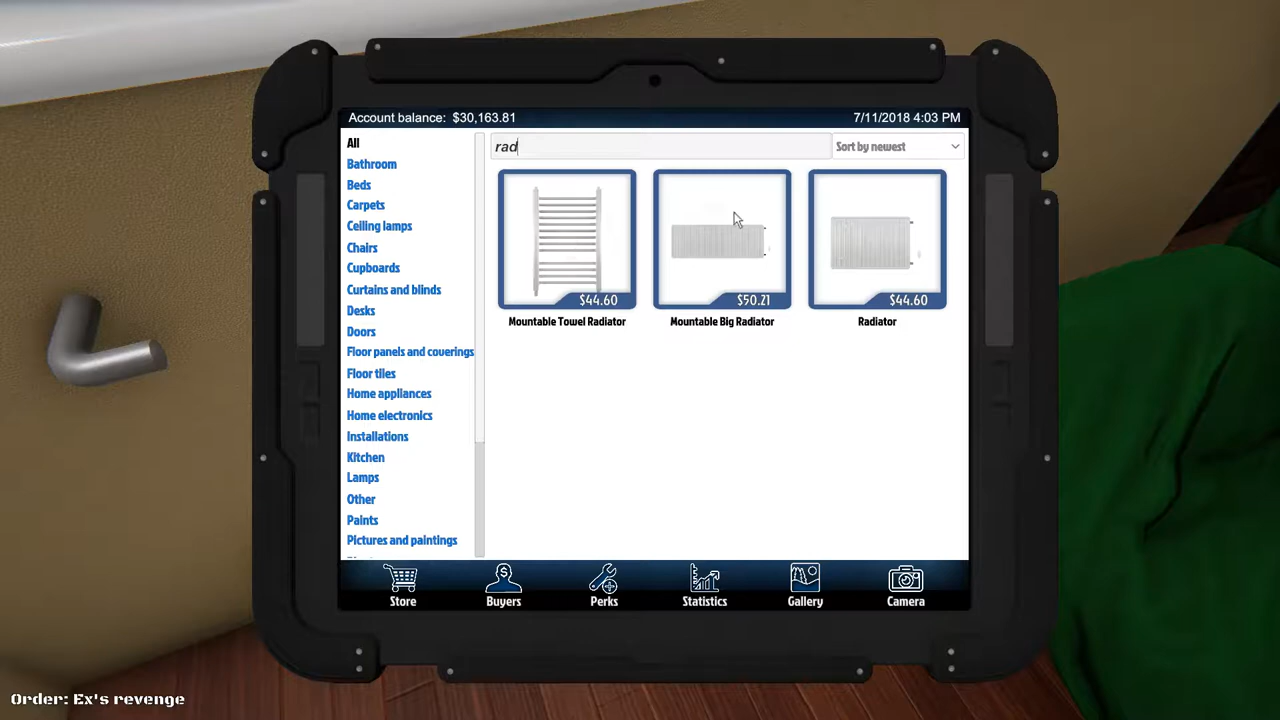 Account balance: $30,163.81
7/11/2018 4:03 PM
All
Bathroom
Beds
Carpets
Ceiling lamps
Chairs
Cupboards
Curtains and blinds
Desks
Doors
Floor panels and coverings
Floor tiles
Home appliances
Home electronics
Installations
Kitchen
Lamps
Other
Paints
Pictures and paintings
rad
Sort by newest
$44.60
$50.21
$44.60
Mountable Towel Radiator
Mountable Big Radiator
Radiator
Store
Buyers
Perks
Statistics
Gallery
Camera
Order: Ex's revenge